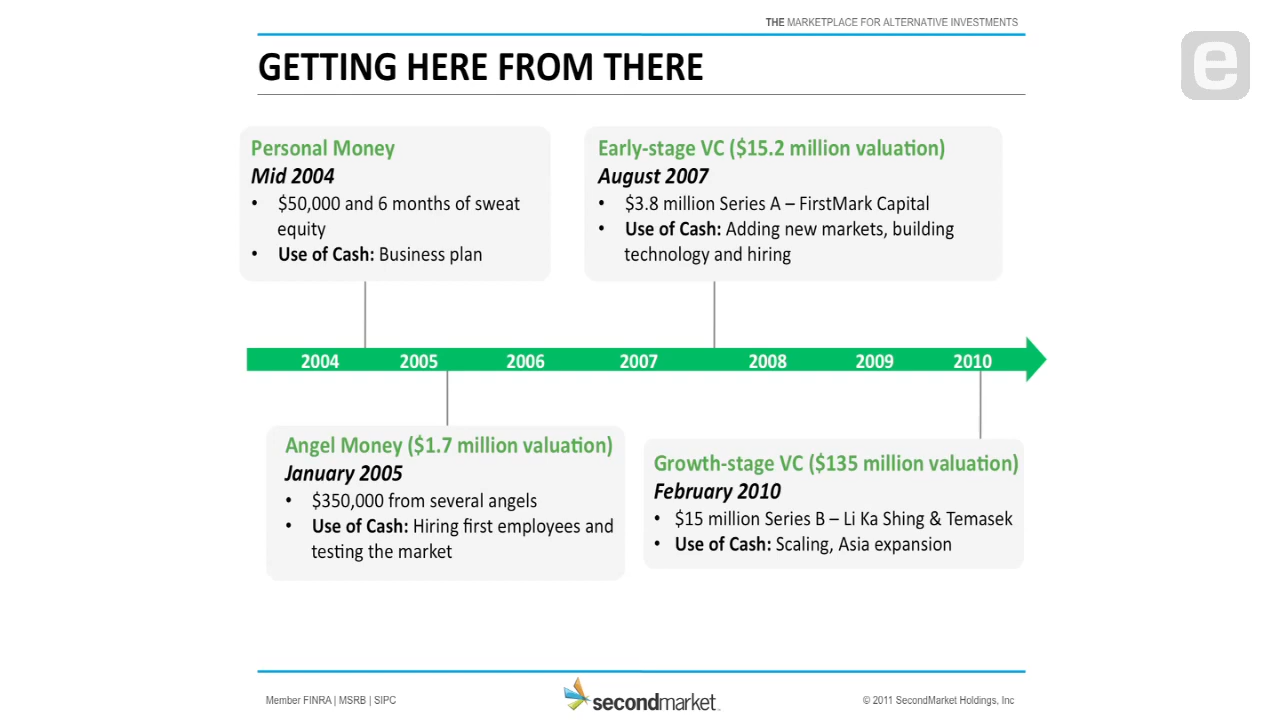 THE MARKETPLACE FOR ALTERNATIVE INVESTMENTS
e
GETTING HERE FROM THERE
Personal Money
Mid 2004
• $50,000 and 6 months of sweat
equity
• Use of Cash: Business plan
Early-stage VC ($15.2 million valuation)
August 2007
• $3.8 million Series A – FirstMark Capital
• Use of Cash: Adding new markets, building
technology and hiring
2004 2005 2006 2007 2008 2009 2010
Angel Money ($1.7 million valuation)
January 2005
• $350,000 from several angels
• Use of Cash: Hiring first employees and
testing the market
Growth-stage VC ($135 million valuation)
February 2010
• $15 million Series B – Li Ka Shing & Temasek
• Use of Cash: Scaling, Asia expansion
Member FINRA | MSRB | SIPC
secondmarket
© 2011 SecondMarket Holdings, Inc